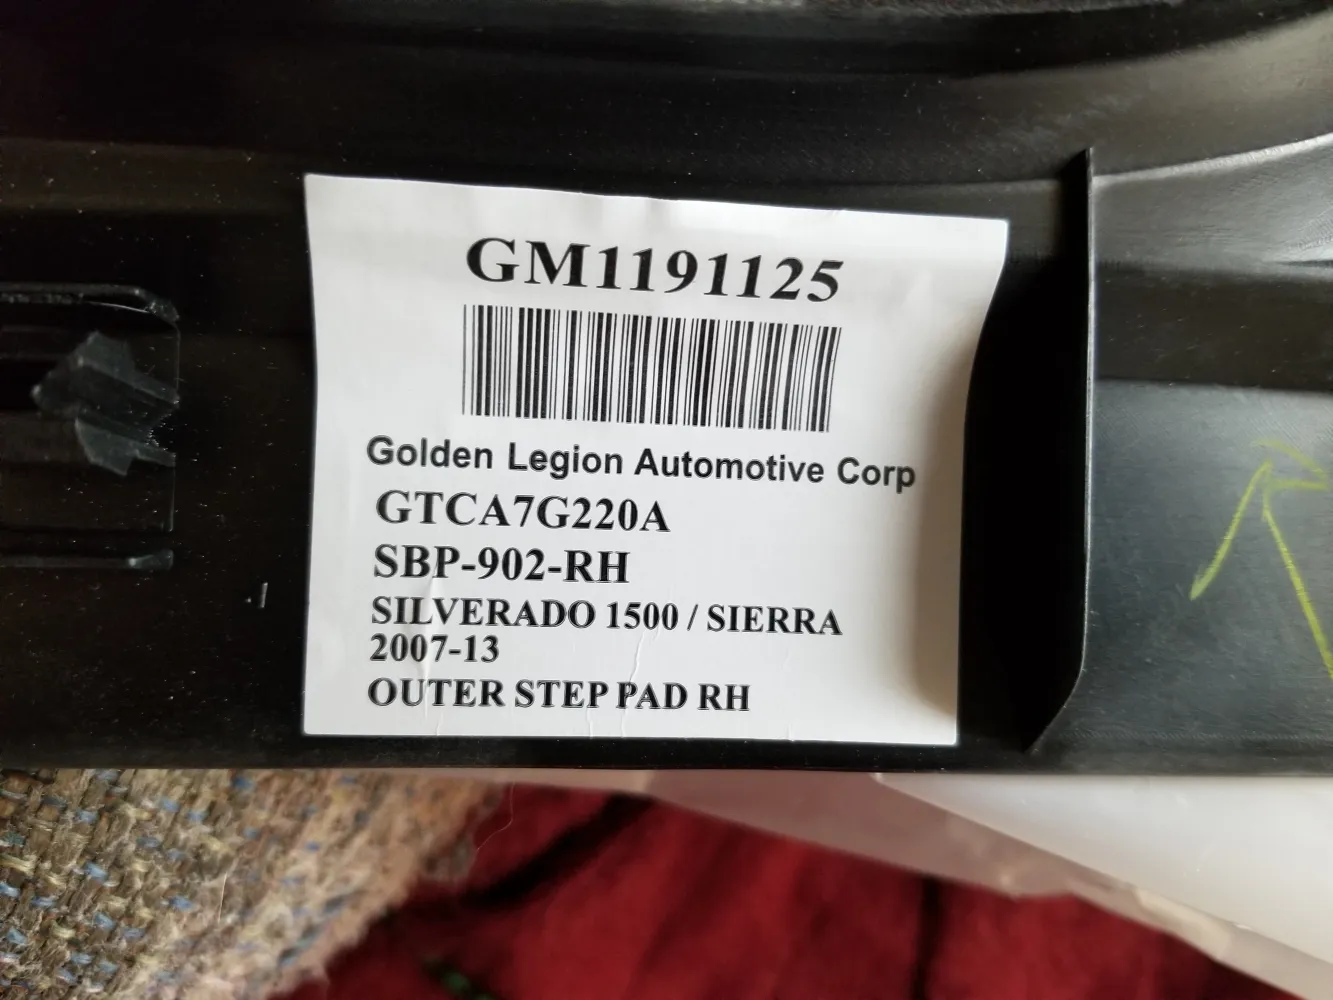 GM1191125
Golden Legion Automotive Corp
GTCA7G220A
SBP-902-RH
SILVERADO 1500 / SIERRA
2007-13
OUTER STEP PAD RH